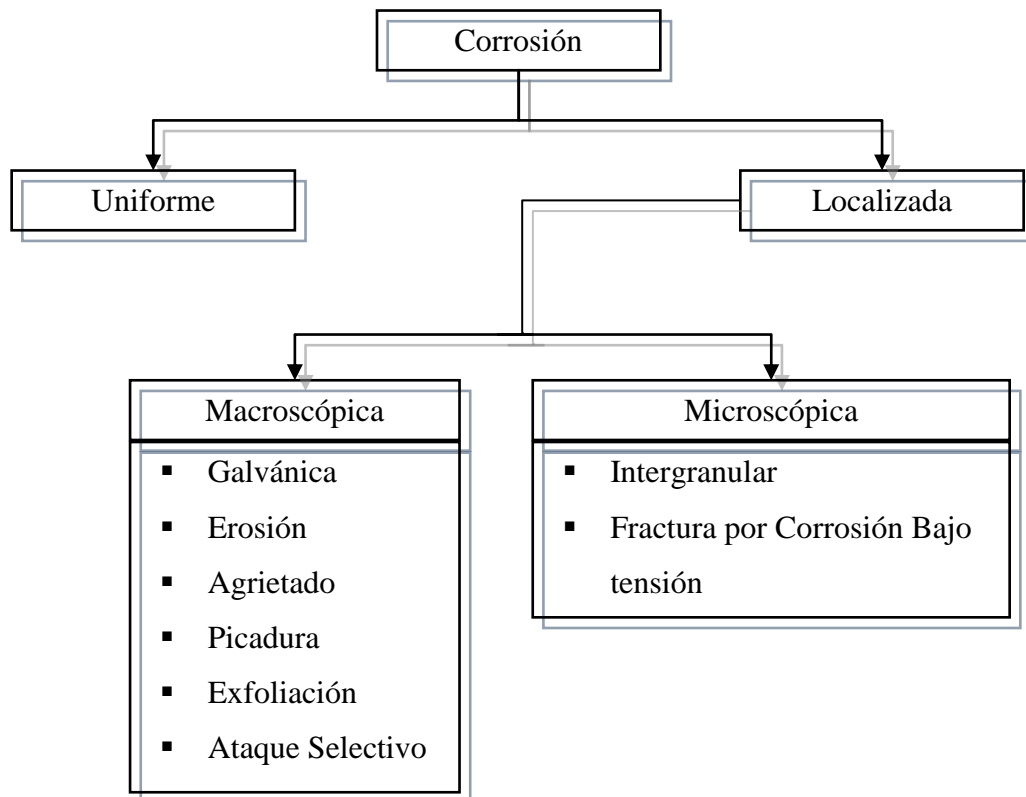 Corrosión
Uniforme
Localizada
Macroscópica
▪ Galvánica
▪ Erosión
▪ Agrietado
▪ Picadura
▪ Exfoliación
▪ Ataque Selectivo
Microscópica
▪ Intergranular
▪ Fractura por Corrosión Bajo
tensión